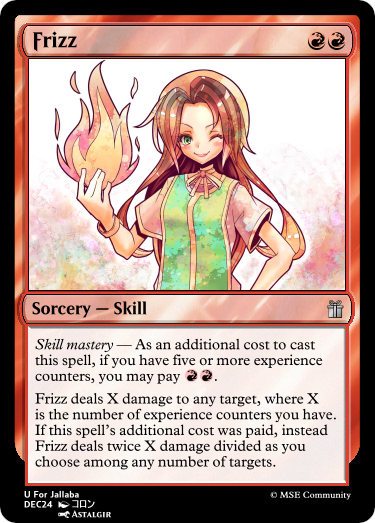 Frizz
Sorcery — Skill
Skill mastery — As an additional cost to cast
this spell, if you have five or more experience
counters, you may pay .
Frizz deals X damage to any target, where X
is the number of experience counters you have.
If this spell's additional cost was paid, instead
Frizz deals twice X damage divided as you
choose among any number of targets.
U For Jallaba
DEC24 コロン
ASTALGIR
© MSE Community